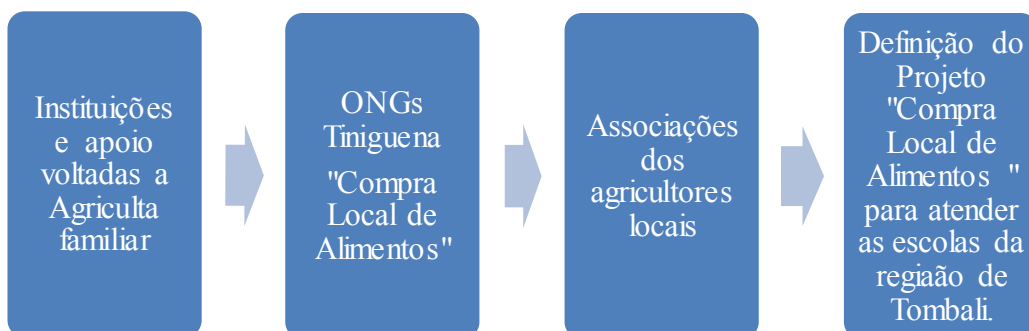 Instituições
e apoio
voltadas a
Agriculta
familiar
ONGs
Tiniguena
"Compra
Local de
Alimentos"
Associações
dos
agricultores
locais
Definição do
Projeto
"Compra
Local de
Alimentos "
para atender
as escolas da
regiaão de
Tombali.